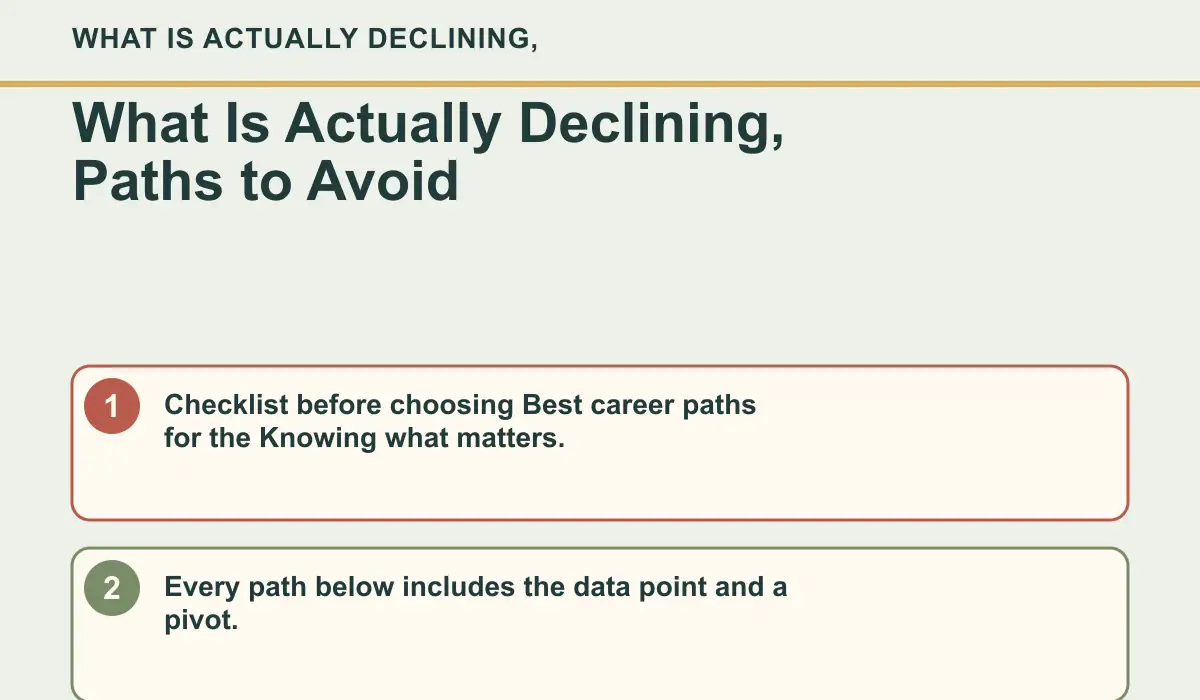 WHAT IS ACTUALLY DECLINING,
What Is Actually Declining,
Paths to Avoid
1
Checklist before choosing Best career paths
for the Knowing what matters.
2
Every path below includes the data point and a
pivot.